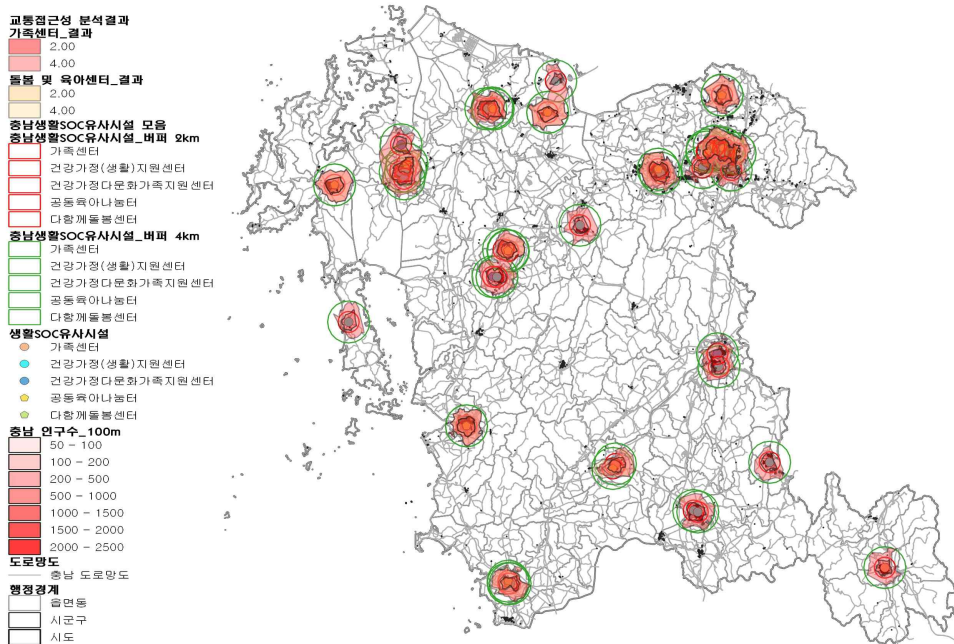 교통접근성 분석결과
가족센터_결과
2.00
4.00
돌봄 및 육아센터_결과
2.00
4.00
충남생활SOC유사시설 모음
충남생활SOC유사시설_버퍼 2km
가족센터
건강가정(생활)지원센터
건강가정다문화가족지원센터
공동육아나눔터
다함께돌봄센터
충남생활SOC유사시설_버퍼 4km
가족센터
건강가정(생활)지원센터
건강가정다문화가족지원센터
공동육아나눔터
다함께돌봄센터
생활SOC유사시설
가족센터
건강가정(생활)지원센터
건강가정다문화가족지원센터
공동육아나눔터
다함께돌봄센터
충남 인구수_100m
50 - 100
100 - 200
200 - 500
500 - 1000
1000 - 1500
1500 - 2000
2000 - 2500
도로망도
충남 도로망도
행정경계
읍면동
시군구
시도